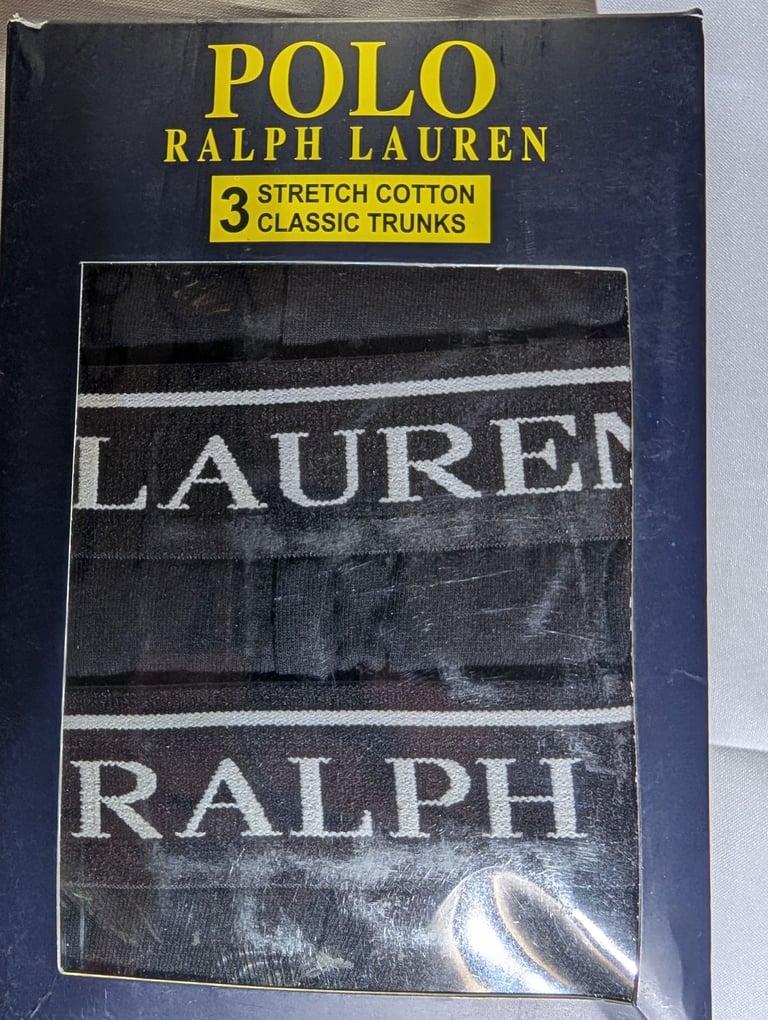 POLO
RALPH LAUREN
3 STRETCH COTTON
CLASSIC TRUNKS
LAUREN
RALPH